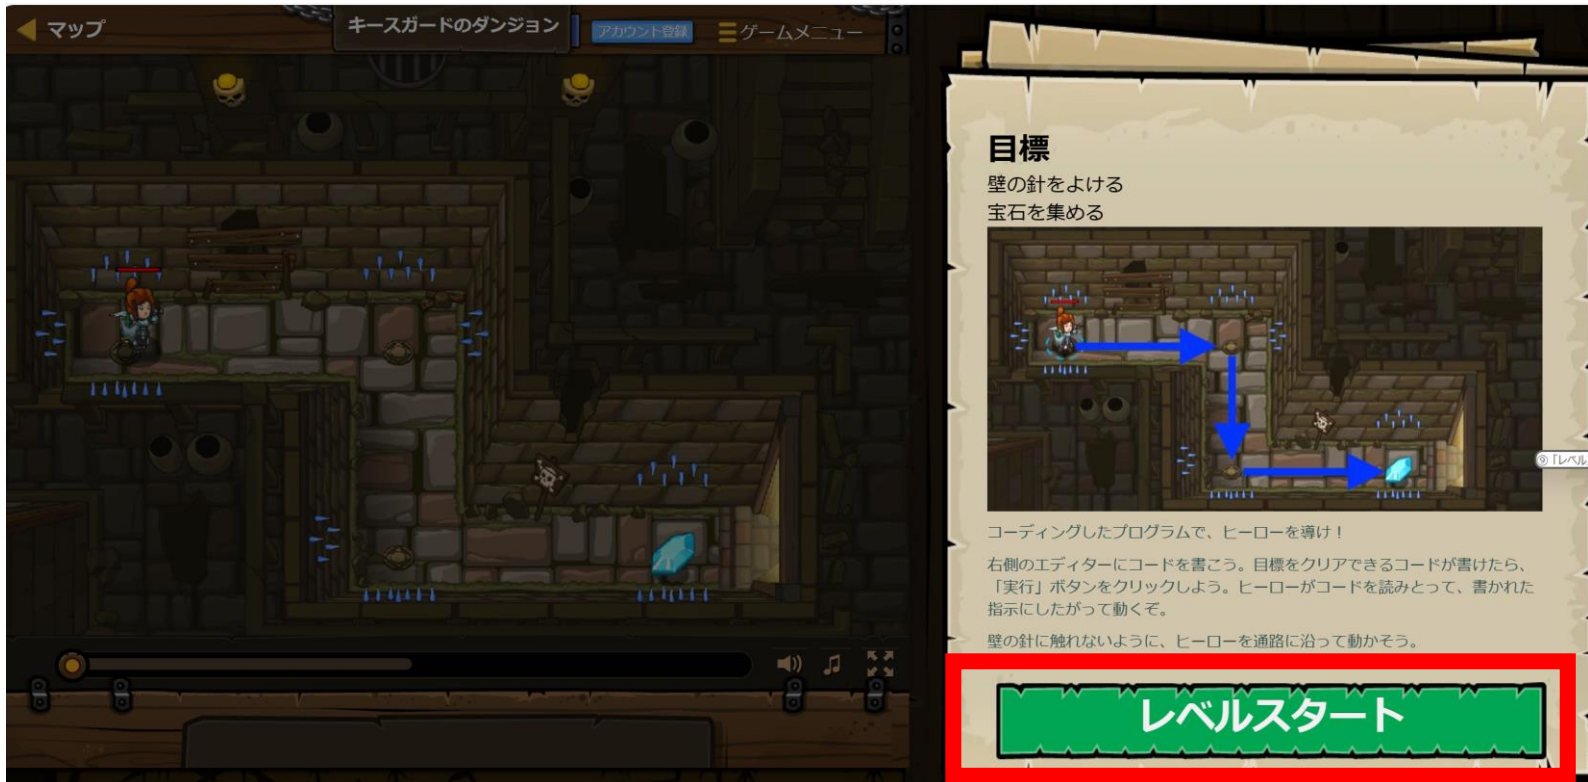 マップ
キースガードのダンジョン
アカウント登録
ゲームメニュー
目標
壁の針をよける
宝石を集める
⑨「レベル
コーディングしたプログラムで、ヒーローを導け！
右側のエディターにコードを書こう。目標をクリアできるコードが書けたら、
「実行」ボタンをクリックしよう。ヒーローがコードを読みとって、書かれた
指示にしたがって動くぞ。
壁の針に触れないように、ヒーローを通路に沿って動かそう。
レベルスタート